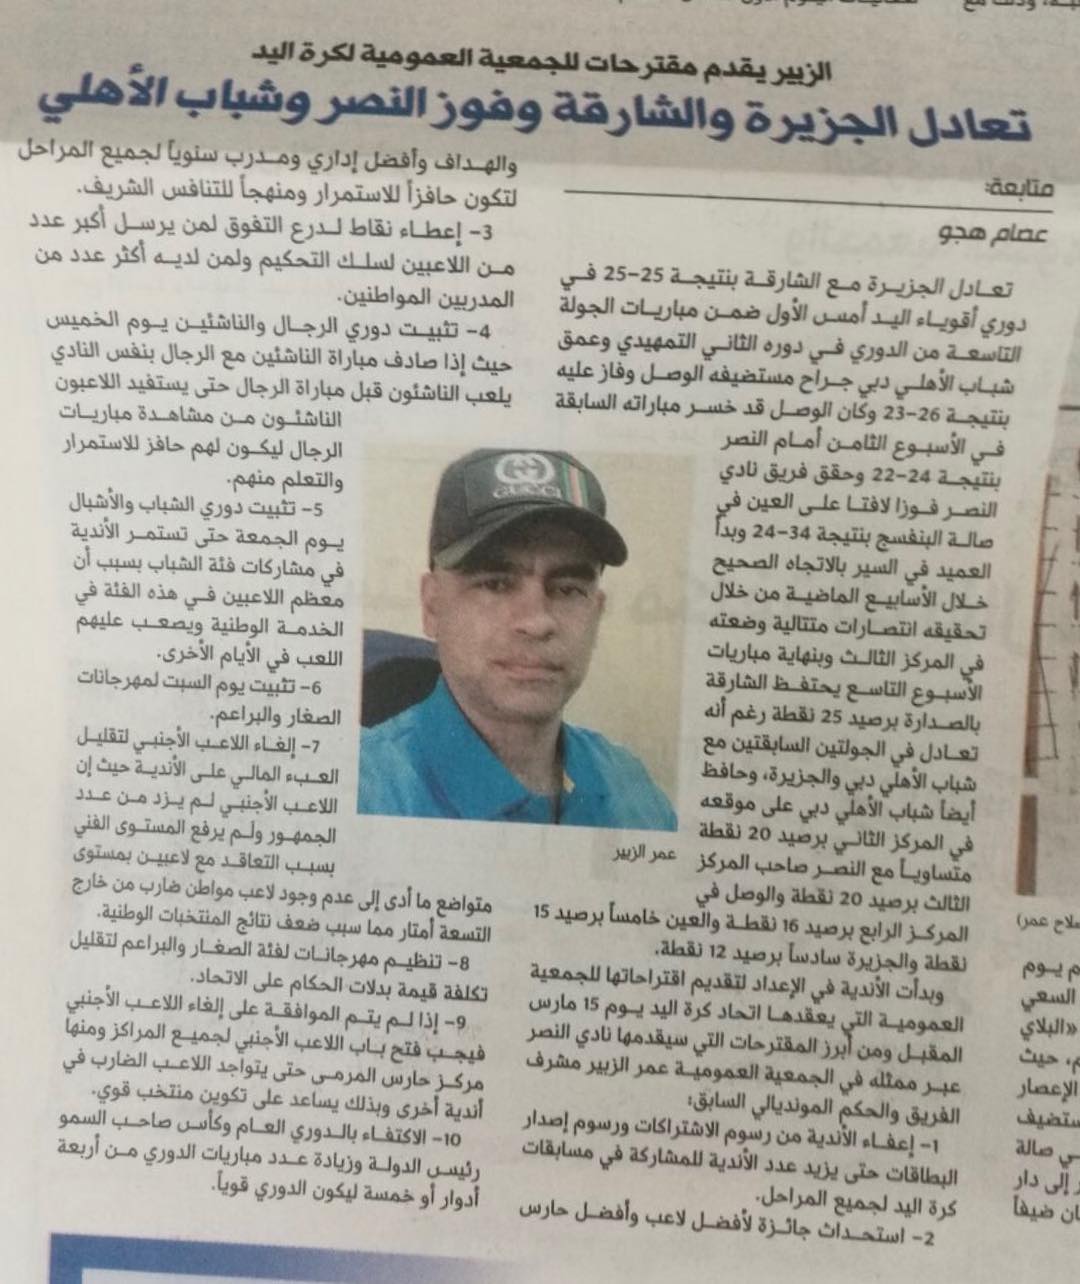 الزبير يقدم مقترحات للجمعية العمومية لكرة اليد
تعادل الجزيرة والشارقة وفوز النصر وشباب الأهلي
متابعة:
عصام هجو
تعادل الجزيرة مع الشارقة بنتيجة 25-25 في
دوري أقوياء اليد أمس الأول ضمن مباريات الجولة
التاسعة من الدوري في دوره الثاني التمهيدي وعمق
شباب الأهلي دبي جراح مستضيفه الوصل وفاز عليه
بنتيجة 26-23 وكان الوصل قد خسر مباراته السابقة
في الأسبوع الثامن أمام النصر
بنتيجة 24-22 وحقق فريق نادي
النصر فوزا لافتا على العين في
صالة البنفسج بنتيجة 34-24 وبدأ
العميد في السير بالاتجاه الصحيح
خلال الأسابيع الماضية من خلال
تحقيقه انتصارات متتالية وضعته
في المركز الثالث وبنهاية مباريات
الأسبوع التاسع يحتفظ الشارقة
بالصدارة برصيد 25 نقطة رغم أنه
تعادل في الجولتين السابقتين مع
شباب الأهلي دبي والجزيرة، وحافظ
أيضاً شباب الأهلي دبي على موقعه
في المركز الثاني برصيد 20 نقطة
متساوياً مع النصر صاحب المركز
الثالث برصيد 20 نقطة والوصل في
المركز الرابع برصيد 16 نقطة والعين خامساً برصيد 15
نقطة والجزيرة سادساً برصيد 12 نقطة.
وبدأت الأندية في الإعداد لتقديم اقتراحاتها للجمعية
العمومية التي يعقدها اتحاد كرة اليد يوم 15 مارس
المقبل ومن أبرز المقترحات التي سيقدمها نادي النصر
عبر ممثله في الجمعية العمومية عمر الزبير مشرف
الفريق والحكم المونديالي السابق:
1- إعفاء الأندية من رسوم الاشتراكات ورسوم إصدار
البطاقات حتى يزيد عدد الأندية للمشاركة في مسابقات
كرة اليد لجميع المراحل.
2- استحداث جائزة لأفضل لاعب وأفضل حارس
والهداف وأفضل إداري ومدرب سنوياً لجميع المراحل
لتكون حافزاً للاستمرار ومنهجاً للتنافس الشريف.
3- إعطاء نقاط لدرع التفوق لمن يرسل أكبر عدد
من اللاعبين لسلك التحكيم ولمن لديه أكثر عدد من
المدربين المواطنين.
4- تثبيت دوري الرجال والناشئين يوم الخميس
حيث إذا صادف مباراة الناشئين مع الرجال بنفس النادي
يلعب الناشئون قبل مباراة الرجال حتى يستفيد اللاعبون
الناشئون من مشاهدة مباريات
الرجال ليكون لهم حافز للاستمرار
والتعلم منهم.
5- تثبيت دوري الشباب والأشبال
يوم الجمعة حتى تستمر الأندية
في مشاركات فئة الشباب بسبب أن
معظم اللاعبين في هذه الفئة في
الخدمة الوطنية ويصعب عليهم
اللعب في الأيام الأخرى.
6- تثبيت يوم السبت لمهرجانات
الصغار والبراعم.
7- إلغاء اللاعب الأجنبي لتقليل
العبء المالي على الأندية حيث إن
اللاعب الأجنبي لم يزد من عدد
الجمهور ولم يرفع المستوى الفني
بسبب التعاقد مع لاعبين بمستوى
متواضع ما أدى إلى عدم وجود لاعب مواطن ضارب من خارج
التسعة أمتار مما سبب ضعف نتائج المنتخبات الوطنية.
8- تنظيم مهرجانات لفئة الصغار والبراعم لتقليل
تكلفة قيمة بدلات الحكام على الاتحاد.
9- إذا لم يتم الموافقة على إلغاء اللاعب الأجنبي
فيجب فتح باب اللاعب الأجنبي لجميع المراكز ومنها
مركز حارس المرمى حتى يتواجد اللاعب الضارب في
أندية أخرى وبذلك يساعد على تكوين منتخب قوي.
10- الاكتفاء بالدوري العام وكأس صاحب السمو
رئيس الدولة وزيادة عدد مباريات الدوري من أربعة
أدوار أو خمسة ليكون الدوري قوياً.
GUCCI
عمر الزبير
عمر)
م يوم
السعي
«البلاي
م، حيث
الإعصار
ستضيف
ي صالة
إلى دار
ان ضيفاً